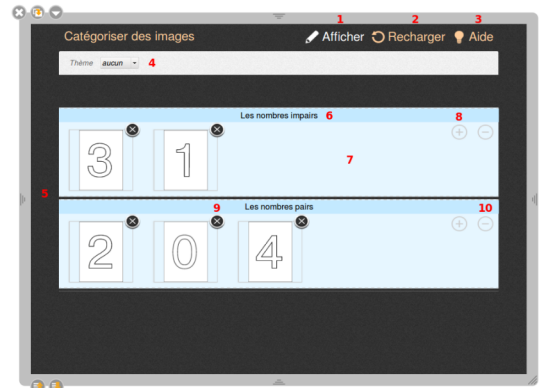 1 2 3
Catégoriser des images Afficher Recharger Aide
Thème aucun 4
Les nombres impairs 6 8
3 1 7
5
9 Les nombres pairs 10
2 0 4